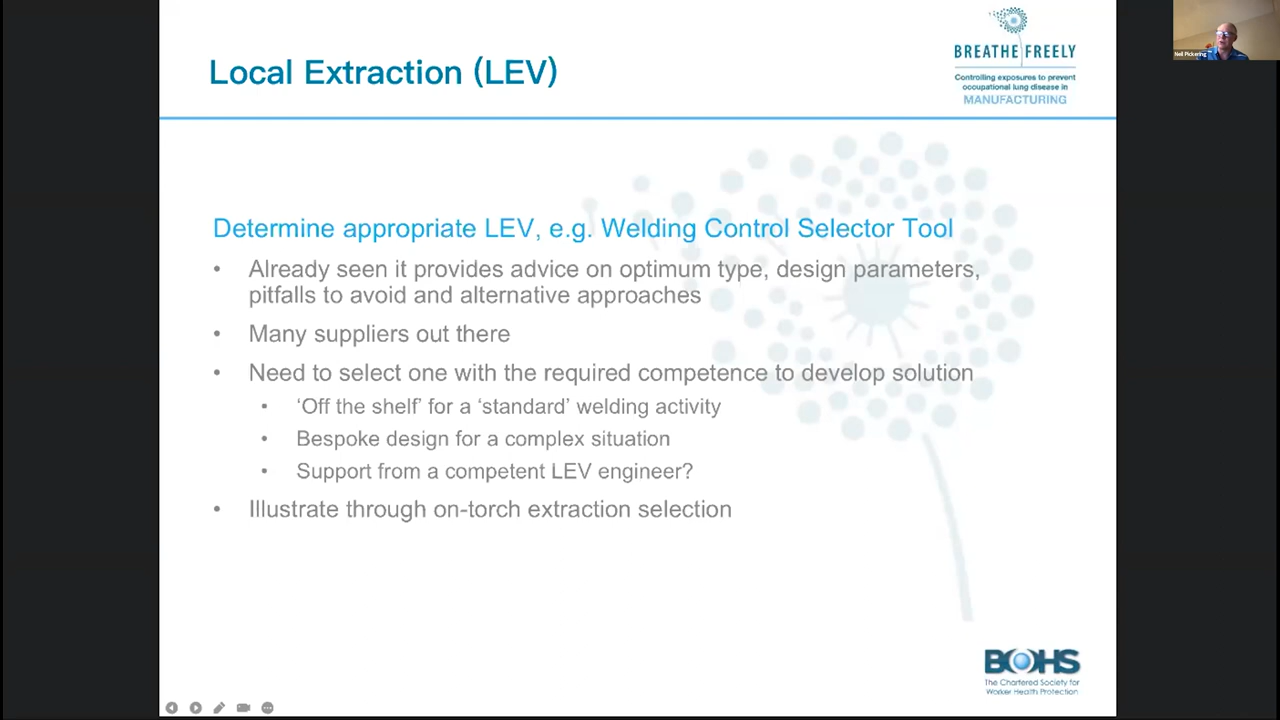 Local Extraction (LEV)
BREATHE FREELY
Controlling exposures to prevent
occupational lung disease in
MANUFACTURING
Neil Pickering
Determine appropriate LEV, e.g. Welding Control Selector Tool
• Already seen it provides advice on optimum type, design parameters,
pitfalls to avoid and alternative approaches
• Many suppliers out there
• Need to select one with the required competence to develop solution
• ‘Off the shelf’ for a ‘standard’ welding activity
• Bespoke design for a complex situation
• Support from a competent LEV engineer?
• Illustrate through on-torch extraction selection
BOHS
The Chartered Society for
Worker Health Protection